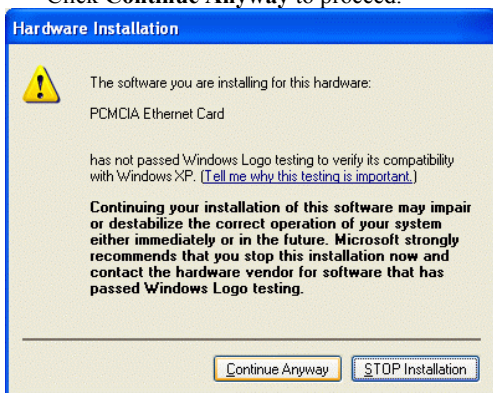 Click Continue Anyway to proceed.
Hardware Installation
The software you are installing for this hardware:
PCMCIA Ethernet Card
has not passed Windows Logo testing to verify its compatibility
with Windows XP. (Tell me why this testing is important.)
Continuing your installation of this software may impair
or destabilize the correct operation of your system
either immediately or in the future. Microsoft strongly
recommends that you stop this installation now and
contact the hardware vendor for software that has
passed Windows Logo testing.
Continue Anyway
STOP Installation